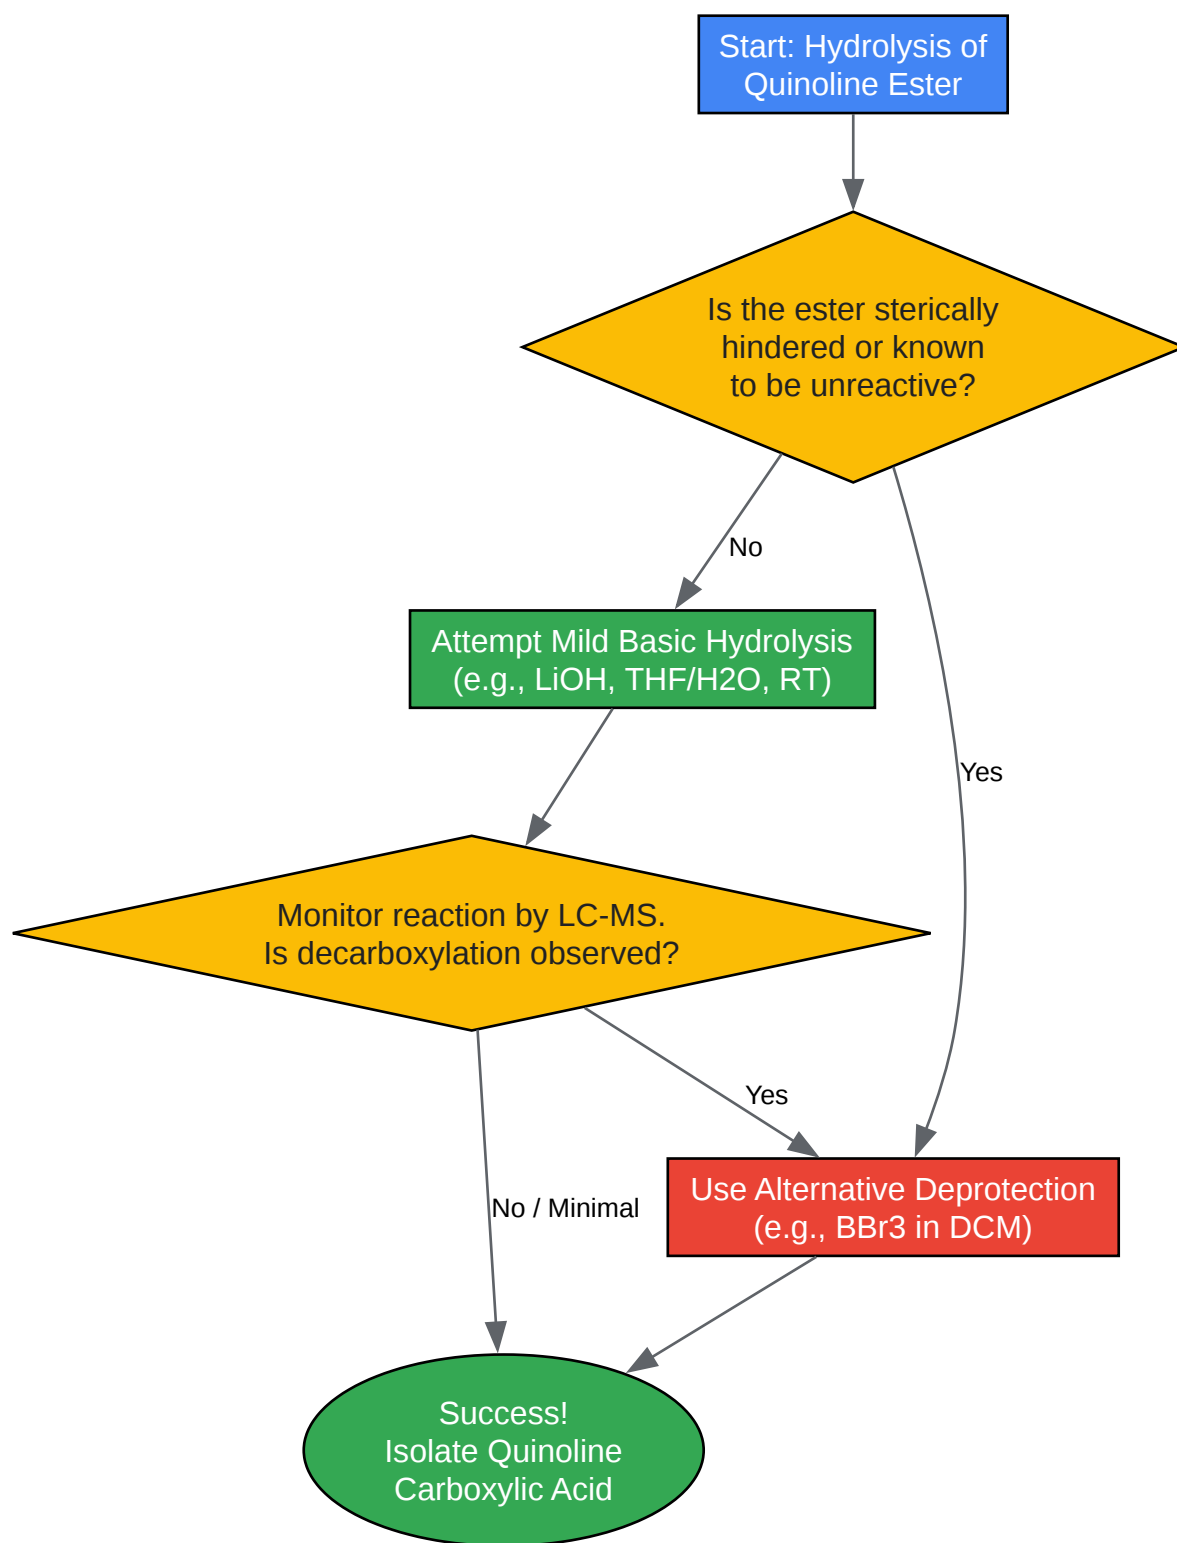 Start: Hydrolysis of
Quinoline Ester
Is the ester sterically
hindered or known
to be unreactive?
No
Attempt Mild Basic Hydrolysis
(e.g., LiOH, THF/H2O, RT)
Yes
Monitor reaction by LC-MS.
Is decarboxylation observed?
Yes
No / Minimal
Use Alternative Deprotection
(e.g., BBr3 in DCM)
Success!
Isolate Quinoline
Carboxylic Acid